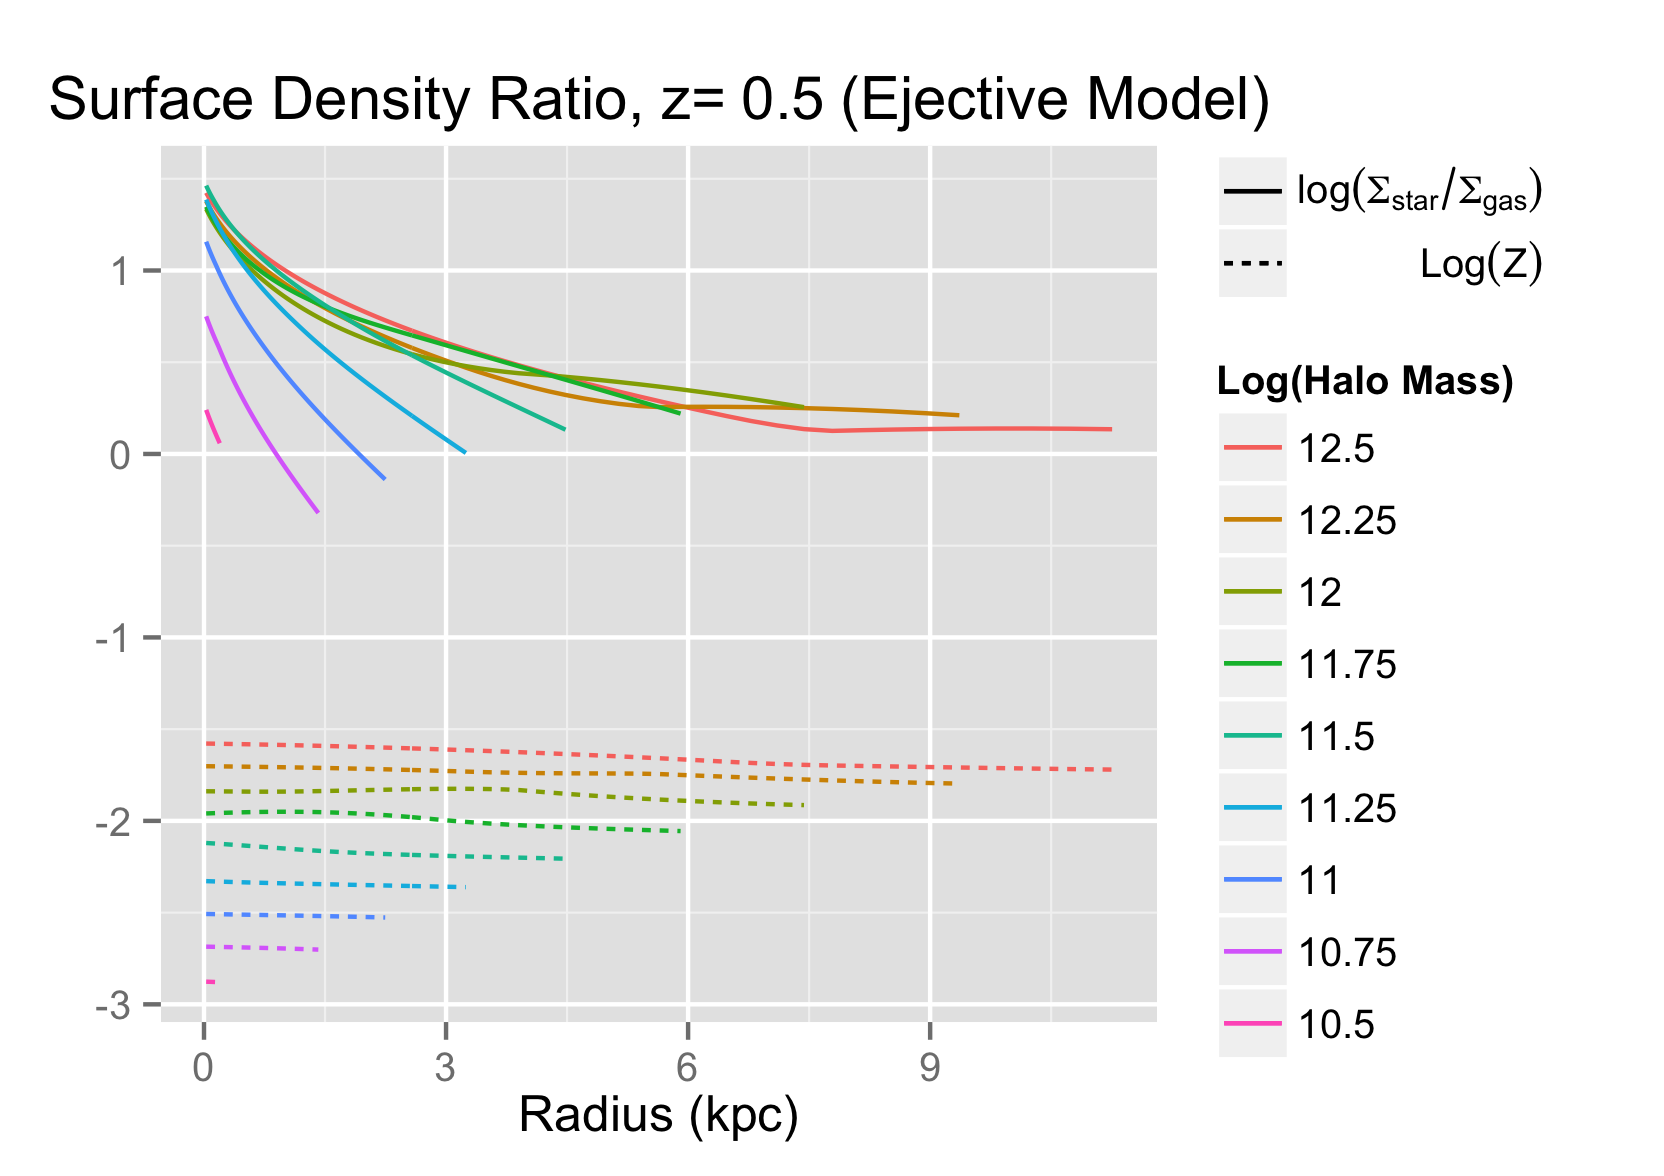 Surface Density Ratio, z= 0.5 (Ejective Model)
log(Σstar/Σgas)
Log(Z)
Log(Halo Mass)
12.5
12.25
12
11.75
11.5
11.25
11
10.75
10.5
1
0
-1
-2
-3
0 3 6 9
Radius (kpc)